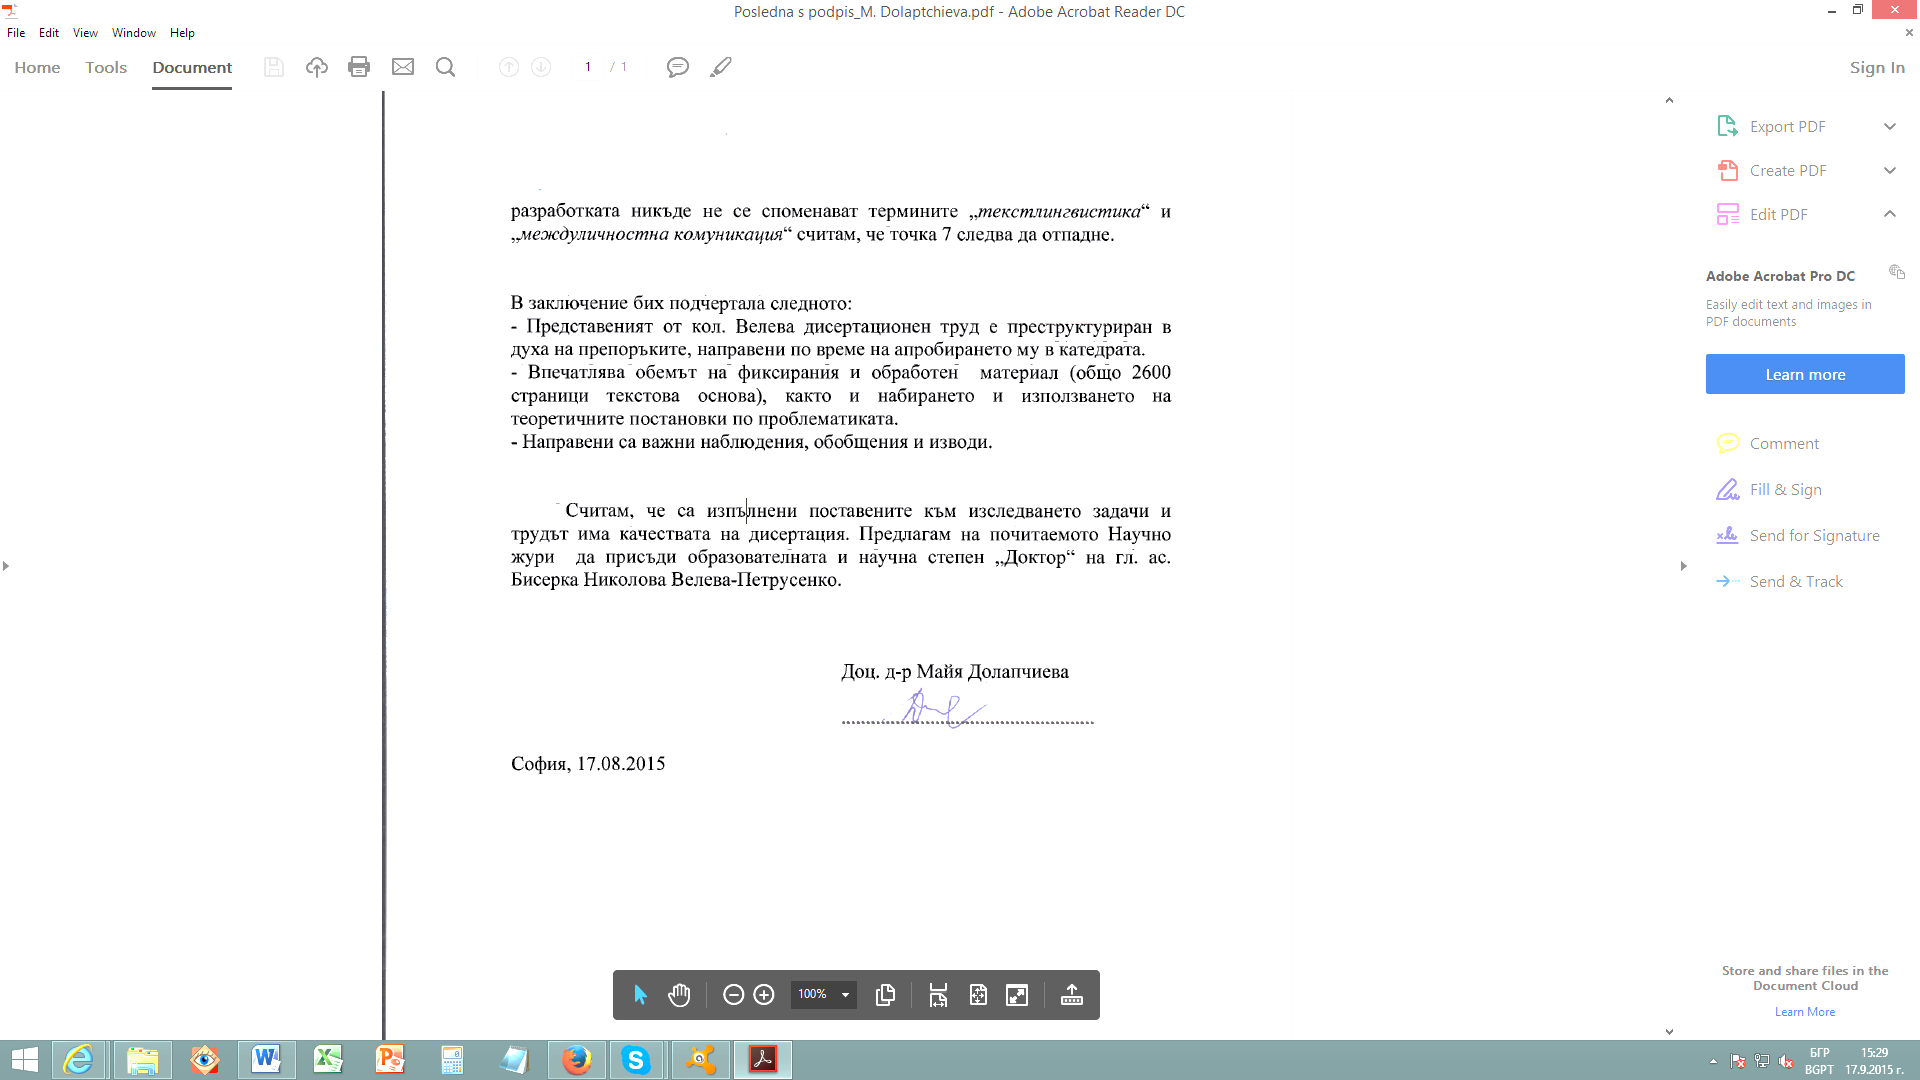 Posledna s podpis_M. Dolaptchieva.pdf - Adobe Acrobat Reader DC
File Edit View Window Help
Home Tools Document 1 / 1 Sign In
разработката никъде не се споменават термините „текстлингвистика“ и
„междуличностна комуникация“ считам, че точка 7 следва да отпадне.
В заключение бих подчертала следното:
- Представеният от кол. Велева дисертационен труд е преструктуриран в
духа на препоръките, направени по време на апробирането му в катедрата.
- Впечатлява обемът на фиксирания и обработен материал (общо 2600
страници текстова основа), както и набирането и използването на
теоретичните постановки по проблематиката.
- Направени са важни наблюдения, обобщения и изводи.
Считам, че са изпълнени поставените към изследването задачи и
трудът има качествата на дисертация. Предлагам на почитаемото Научно
жури да присъди образователната и научна степен „Доктор“ на гл. ас.
Бисерка Николова Велева-Петрусенко.
Доц. д-р Майя Долапчиева
София, 17.08.2015
Export PDF
Create PDF
Edit PDF
Adobe Acrobat Pro DC
Easily edit text and images in
PDF documents
Learn more
Comment
Fill & Sign
Send for Signature
Send & Track
Store and share files in the
Document Cloud
Learn More
100%
БГР 15:29
BGPT 17.9.2015 г.